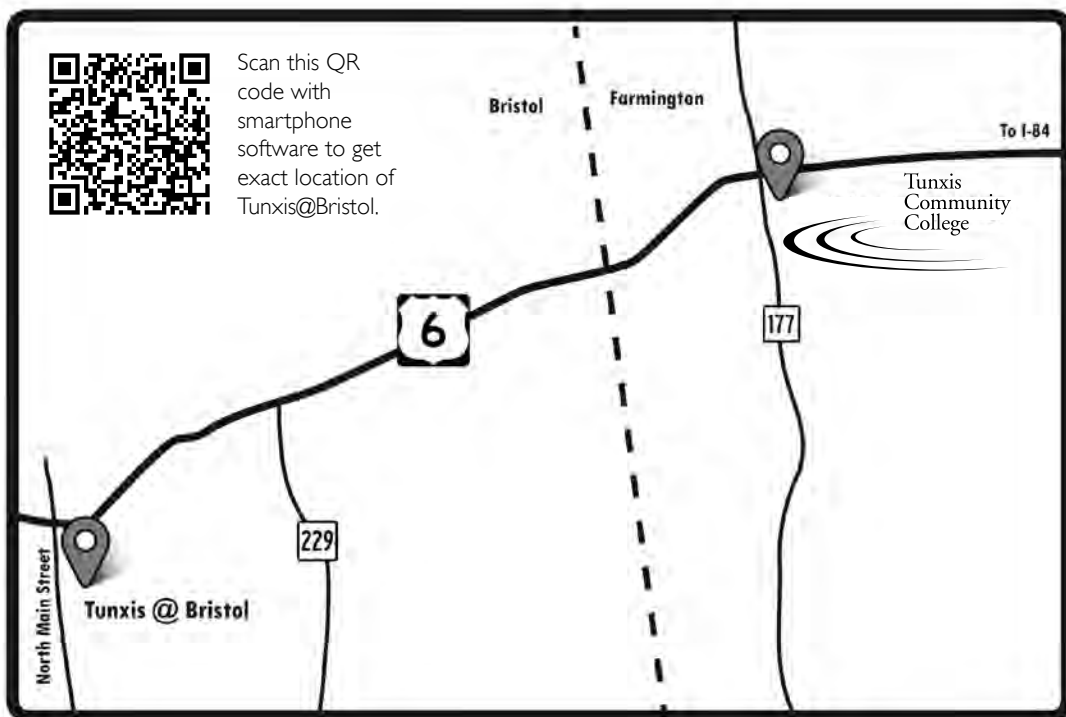 Scan this QR
code with
smartphone
software to get
exact location of
Tunxis@Bristol.
Bristol
Farmington
To I-84
Tunxis
Community
College
6
177
229
North Main Street
Tunxis @ Bristol